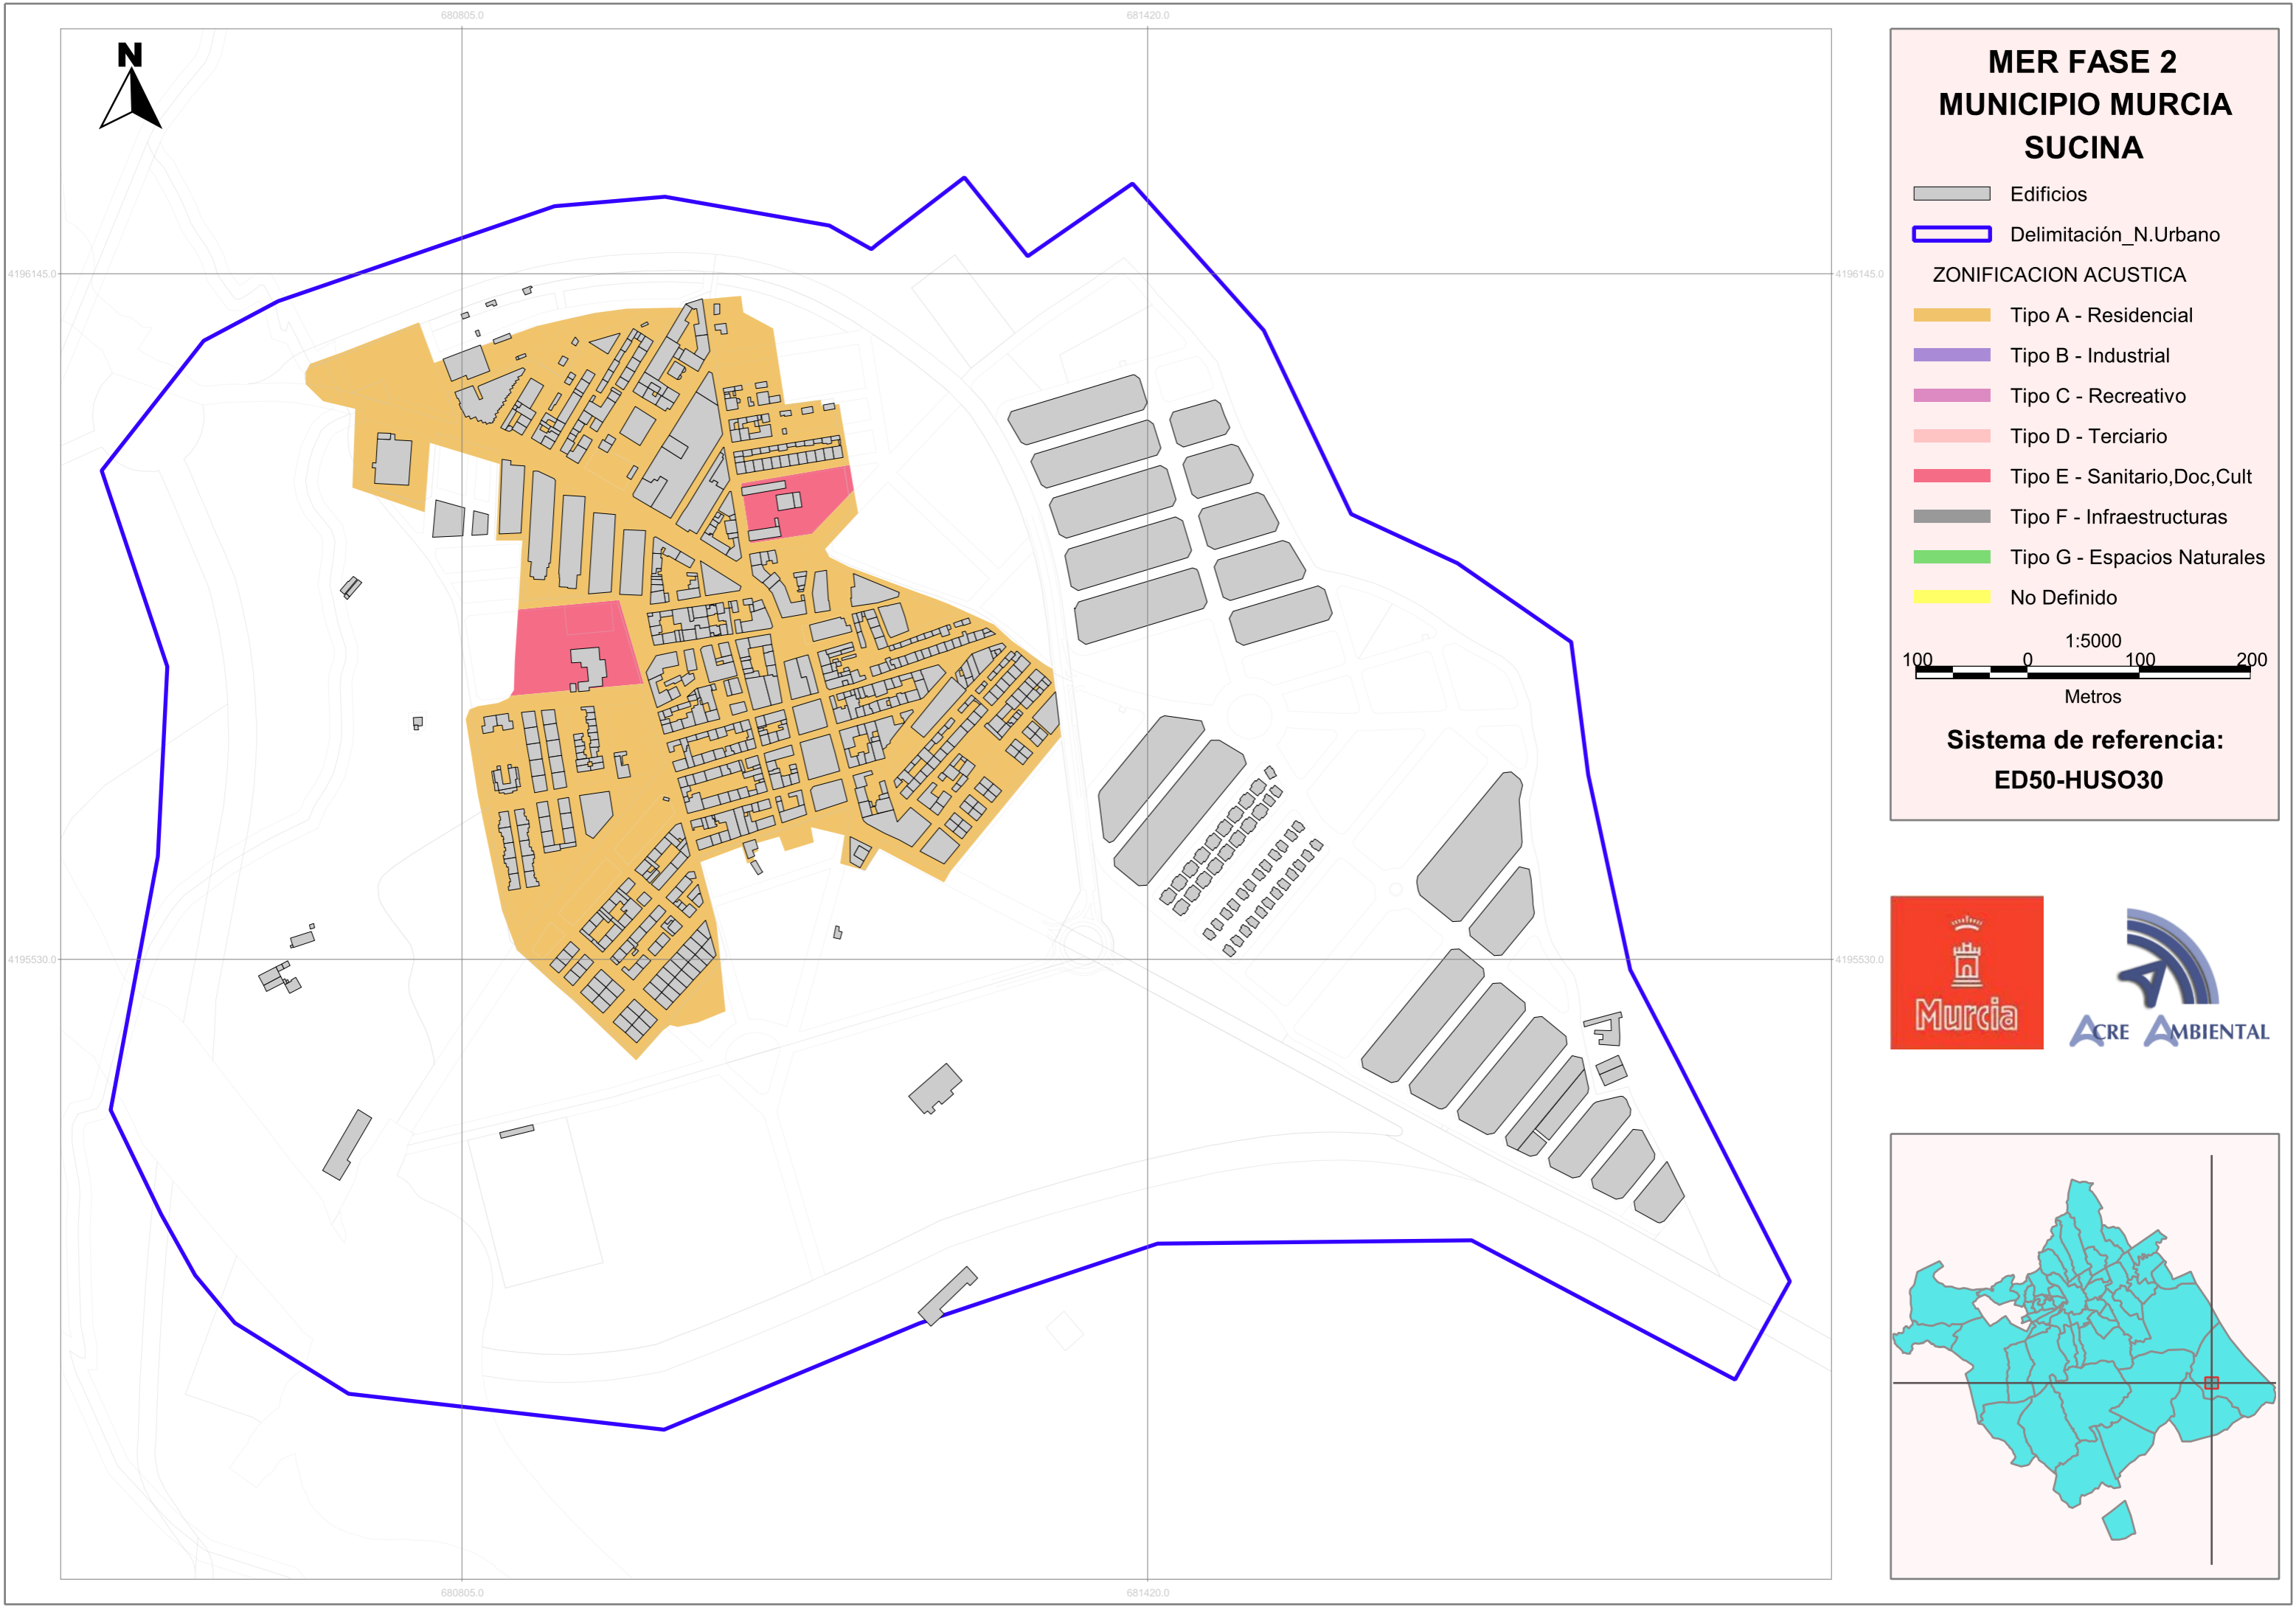 680805.0
681420.0
N
4196145.0
4196145.0
4195530.0
4195530.0
680805.0
681420.0
MER FASE 2
MUNICIPIO MURCIA
SUCINA
Edificios
Delimitación_N.Urbano
ZONIFICACION ACUSTICA
Tipo A - Residencial
Tipo B - Industrial
Tipo C - Recreativo
Tipo D - Terciario
Tipo E - Sanitario,Doc,Cult
Tipo F - Infraestructuras
Tipo G - Espacios Naturales
No Definido
1:5000
100 0 100 200
Metros
Sistema de referencia:
ED50-HUSO30
Murcia
ACRE AMBIENTAL